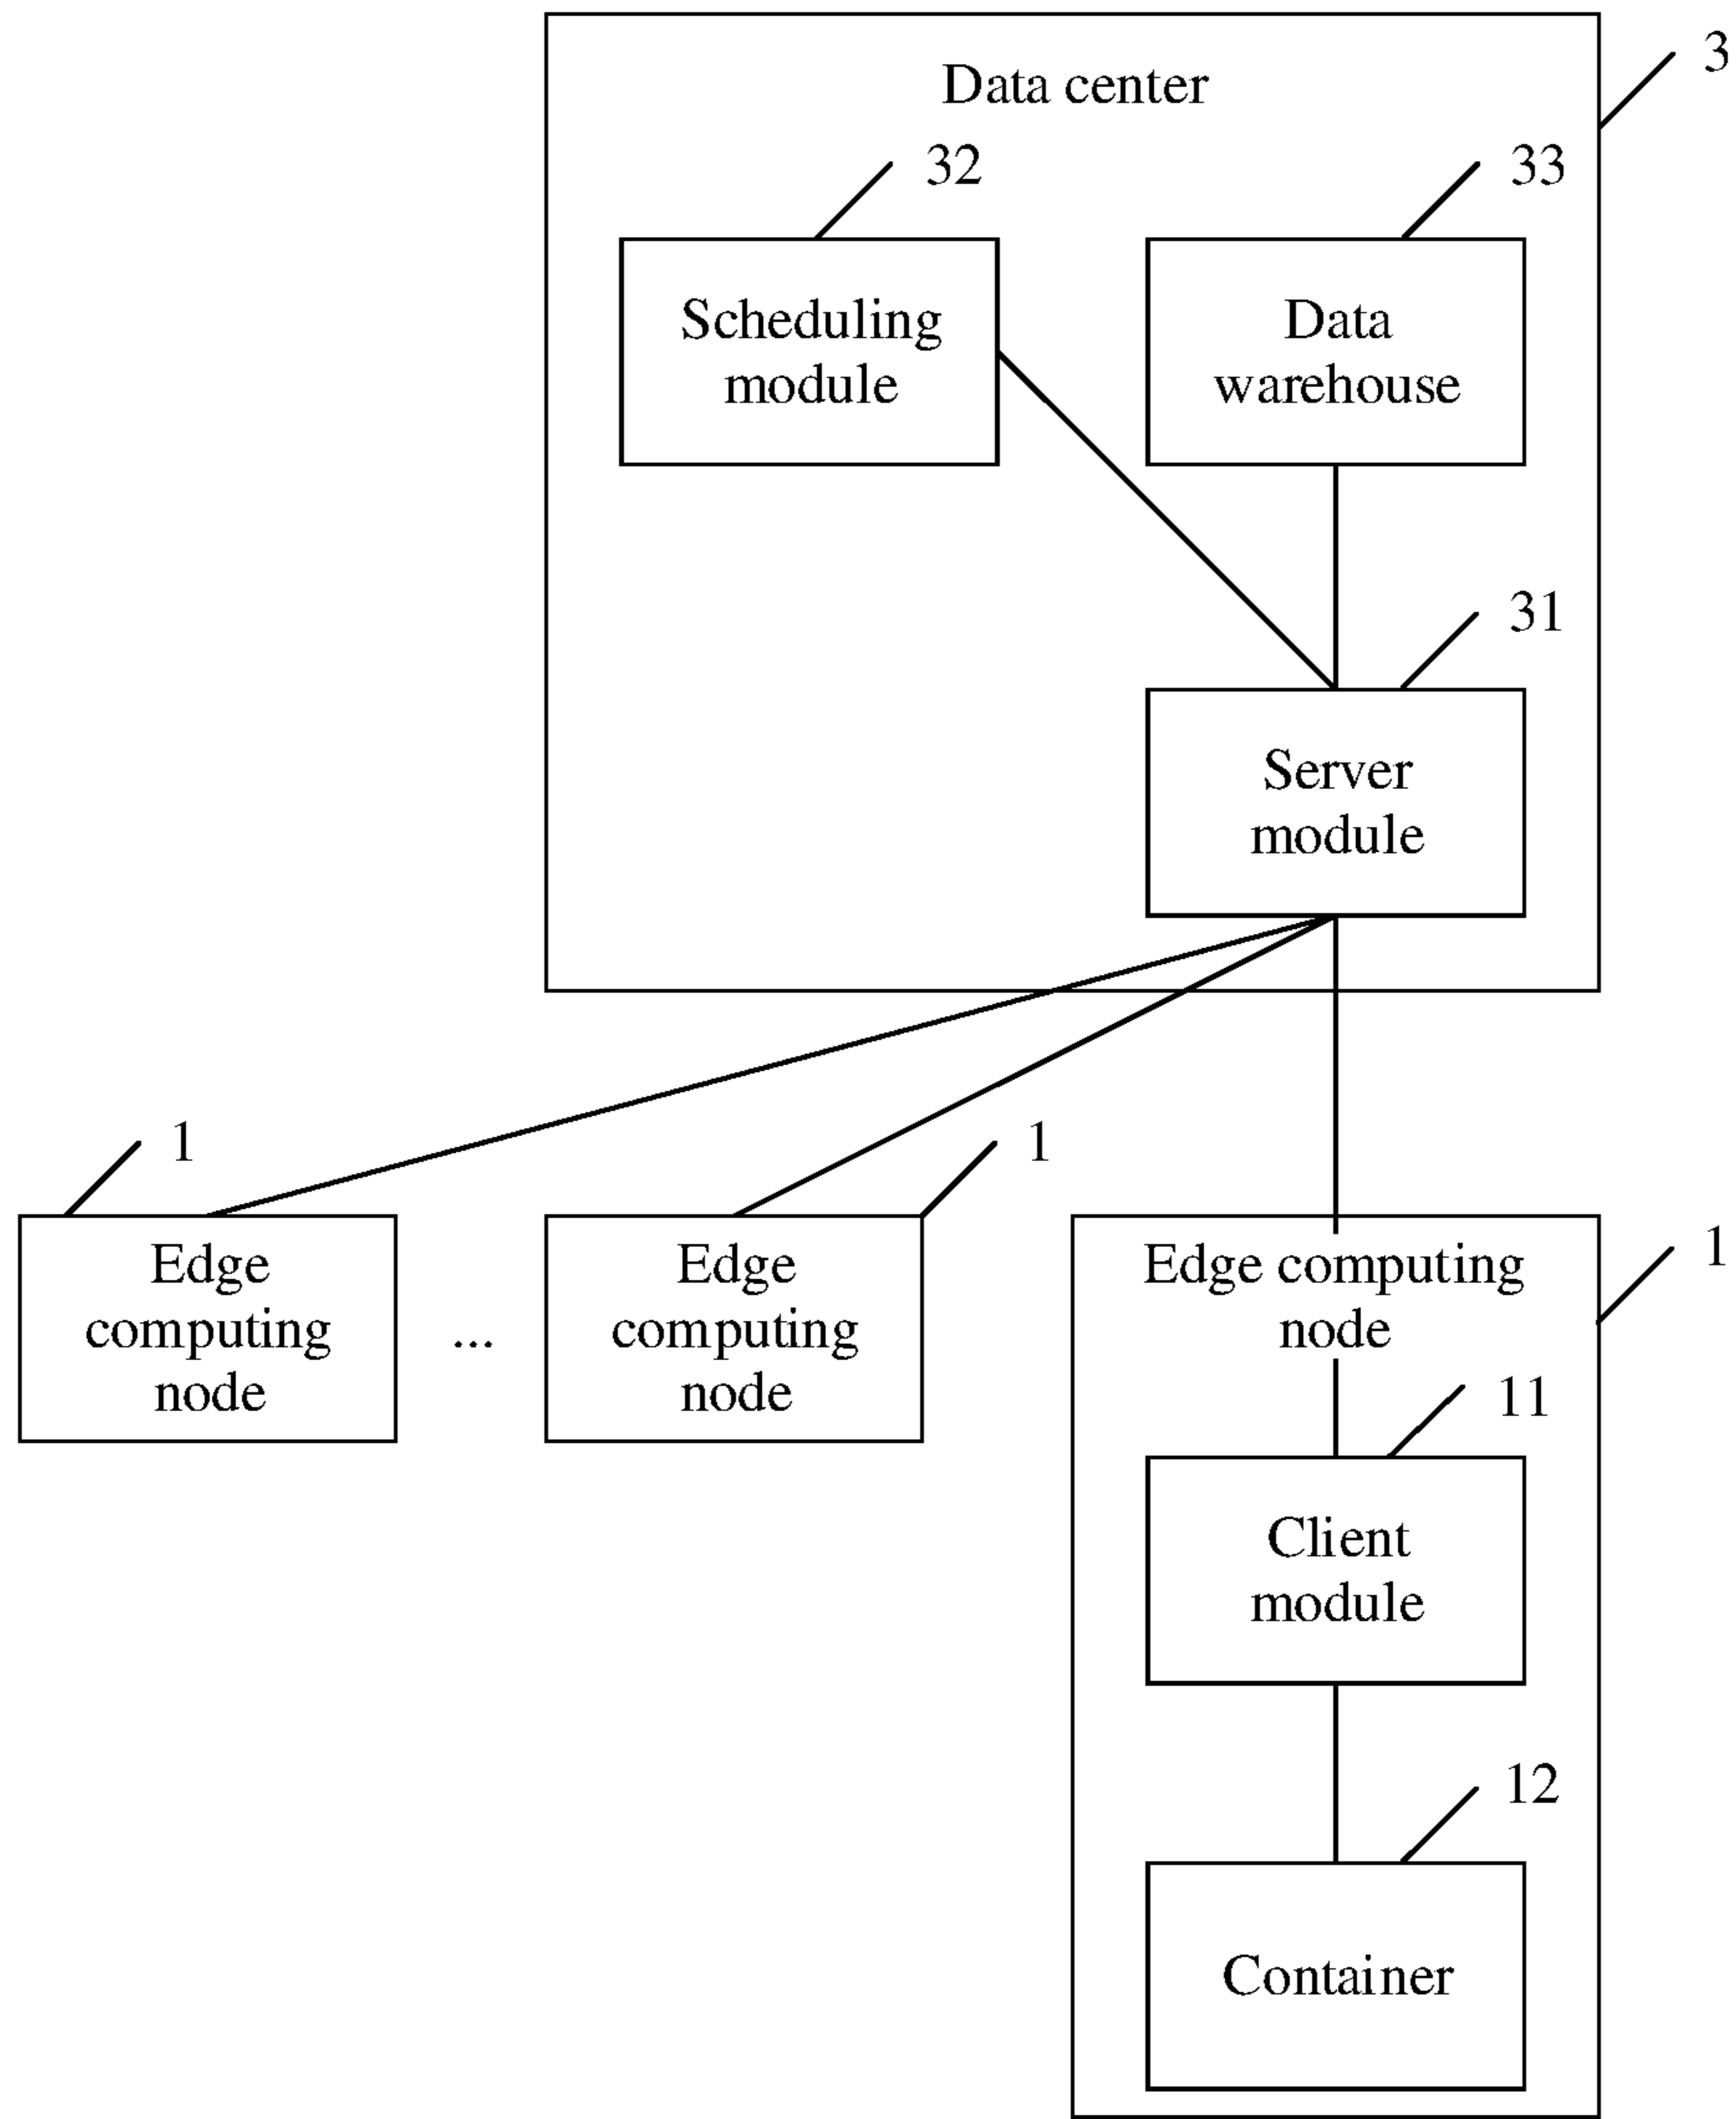 3
Data center
32
33
Scheduling
module
Data
warehouse
31
Server
module
1
1
1
Edge
computing
node
...
Edge
computing
node
Edge computing
node
11
Client
module
12
Container